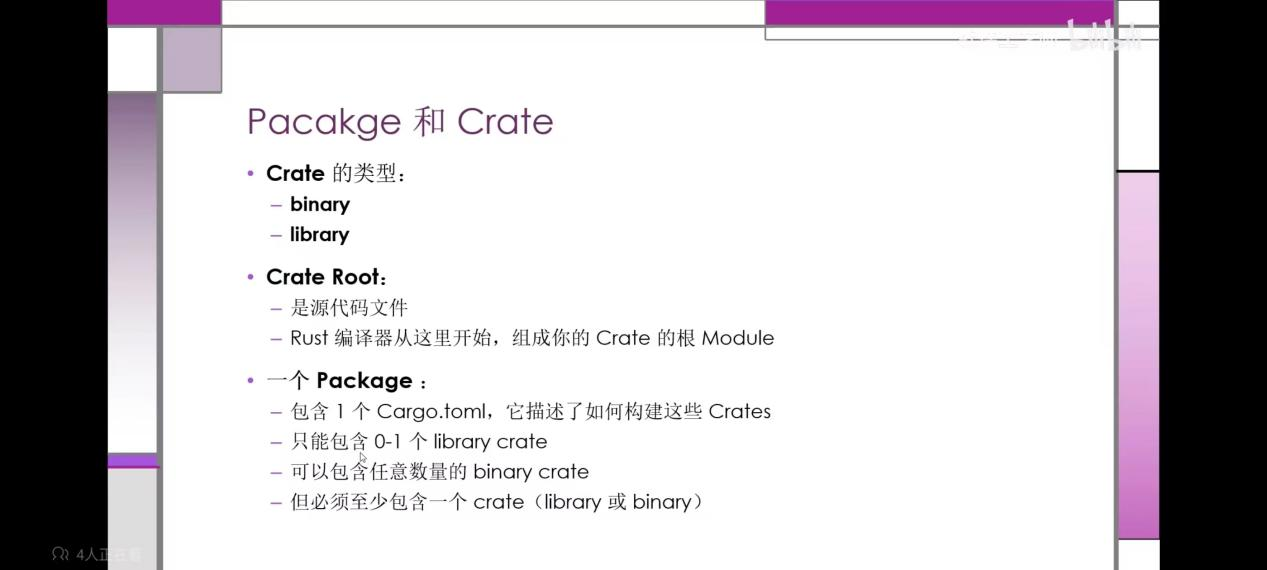 bilibili
Pacakge 和 Crate
• Crate 的类型：
– binary
– library
• Crate Root：
– 是源代码文件
– Rust 编译器从这里开始，组成你的 Crate 的根 Module
• 一个 Package ：
– 包含 1 个 Cargo.toml，它描述了如何构建这些 Crates
– 只能包含 0-1 个 library crate
– 可以包含任意数量的 binary crate
– 但必须至少包含一个 crate（library 或 binary）
4人正在看